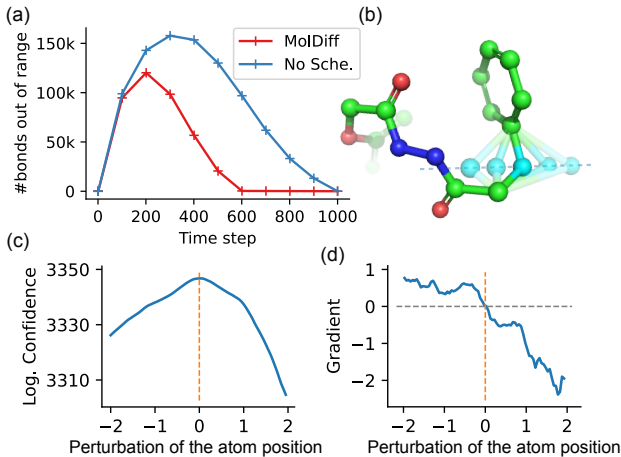 (a)
#bonds out of range
150k
100k
50k
0
0 200 400 600 800 1000
Time step
MolDiff
No Sche.
(b)
(c)
Log. Confidence
3350
3330
3310
−2 −1 0 1 2
Perturbation of the atom position
(d)
Gradient
1
0
−1
−2
−2 −1 0 1 2
Perturbation of the atom position